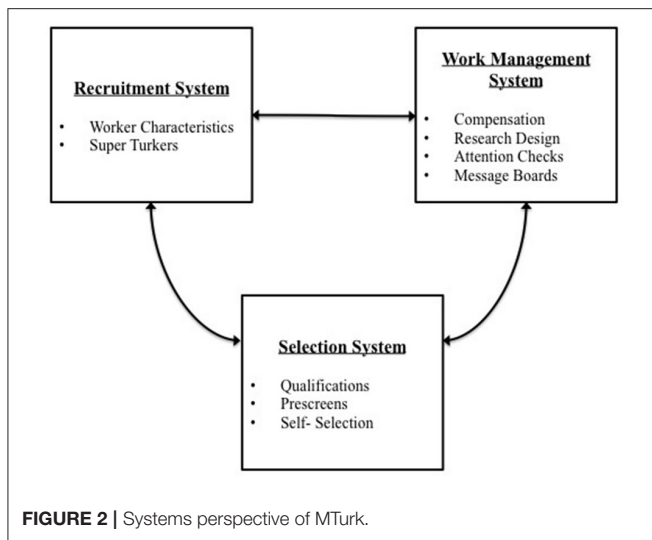 Recruitment System
• Worker Characteristics
• Super Turkers
Work Management
System
• Compensation
• Research Design
• Attention Checks
• Message Boards
Selection System
• Qualifications
• Prescreens
• Self- Selection
FIGURE 2 | Systems perspective of MTurk.